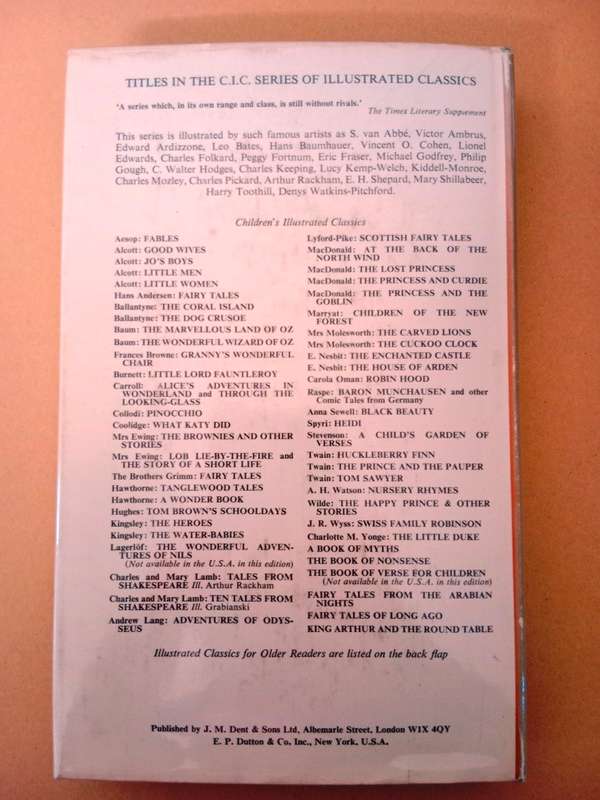 TITLES IN THE C.I.C. SERIES OF ILLUSTRATED CLASSICS
'A series which, in its own range and class, is still without rivals.'
The Times Literary Supplement
This series is illustrated by such famous artists as S. van Abbé, Victor Ambrus,
Edward Ardizzone, Leo Bates, Hans Baumhauer, Vincent O. Cohen, Lionel
Edwards, Charles Folkard, Peggy Fortnum, Eric Fraser, Michael Godfrey, Philip
Gough, C. Walter Hodges, Charles Keeping, Lucy Kemp-Welch, Kiddell-Monroe,
Charles Mozley, Charles Pickard, Arthur Rackham, E. H. Shepard, Mary Shillabeer,
Harry Toothill, Denys Watkins-Pitchford.
Children's Illustrated Classics
Aesop: FABLES
Alcott: GOOD WIVES
Alcott: JO'S BOYS
Alcott: LITTLE MEN
Alcott: LITTLE WOMEN
Hans Andersen: FAIRY TALES
Ballantyne: THE CORAL ISLAND
Ballantyne: THE DOG CRUSOE
Baum: THE MARVELLOUS LAND OF OZ
Baum: THE WONDERFUL WIZARD OF OZ
Frances Browne: GRANNY'S WONDERFUL
CHAIR
Burnett: LITTLE LORD FAUNTLEROY
Carroll: ALICE'S ADVENTURES IN
WONDERLAND and THROUGH THE
LOOKING-GLASS
Collodi: PINOCCHIO
Coolidge: WHAT KATY DID
Mrs Ewing: THE BROWNIES AND OTHER
STORIES
Mrs Ewing: LOB LIE-BY-THE-FIRE and
THE STORY OF A SHORT LIFE
The Brothers Grimm: FAIRY TALES
Hawthorne: TANGLEWOOD TALES
Hawthorne: A WONDER BOOK
Hughes: TOM BROWN'S SCHOOLDAYS
Kingsley: THE HEROES
Kingsley: THE WATER-BABIES
Lagerlöf: THE WONDERFUL ADVEN-
TURES OF NILS
(Not available in the U.S.A. in this edition)
Charles and Mary Lamb: TALES FROM
SHAKESPEARE Ill. Arthur Rackham
Charles and Mary Lamb: TEN TALES FROM
SHAKESPEARE Ill. Grabianski
Andrew Lang: ADVENTURES OF ODYS-
SEUS
Lyford-Pike: SCOTTISH FAIRY TALES
MacDonald: AT THE BACK OF THE
NORTH WIND
MacDonald: THE LOST PRINCESS
MacDonald: THE PRINCESS AND CURDIE
MacDonald: THE PRINCESS AND THE
GOBLIN
Marryat: CHILDREN OF THE NEW
FOREST
Mrs Molesworth: THE CARVED LIONS
Mrs Molesworth: THE CUCKOO CLOCK
E. Nesbit: THE ENCHANTED CASTLE
E. Nesbit: THE HOUSE OF ARDEN
Carola Oman: ROBIN HOOD
Raspe: BARON MUNCHAUSEN and other
Comic Tales from Germany
Anna Sewell: BLACK BEAUTY
Spyri: HEIDI
Stevenson: A CHILD'S GARDEN OF
VERSES
Twain: HUCKLEBERRY FINN
Twain: THE PRINCE AND THE PAUPER
Twain: TOM SAWYER
A. H. Watson: NURSERY RHYMES
Wilde: THE HAPPY PRINCE & OTHER
STORIES
J. R. Wyss: SWISS FAMILY ROBINSON
Charlotte M. Yonge: THE LITTLE DUKE
A BOOK OF MYTHS
THE BOOK OF NONSENSE
THE BOOK OF VERSE FOR CHILDREN
(Not available in the U.S.A. in this edition)
FAIRY TALES FROM THE ARABIAN
NIGHTS
FAIRY TALES OF LONG AGO
KING ARTHUR AND THE ROUND TABLE
Illustrated Classics for Older Readers are listed on the back flap
Published by J. M. Dent & Sons Ltd, Albemarle Street, London W1X 4QY
E. P. Dutton & Co. Inc., New York, U.S.A.